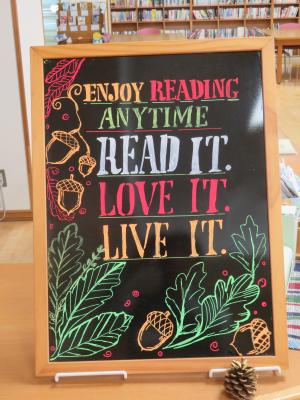 ENJOY READING
ANYTIME
READ IT.
LOVE IT.
LIVE IT.